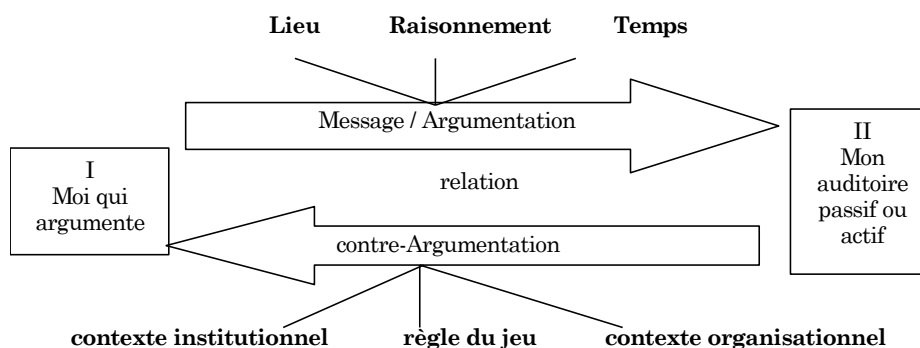 Lieu Raisonnement Temps
Message / Argumentation
I
Moi qui
argumente
relation
II
Mon
auditoire
passif ou
actif
contre-Argumentation
contexte institutionnel règle du jeu contexte organisationnel